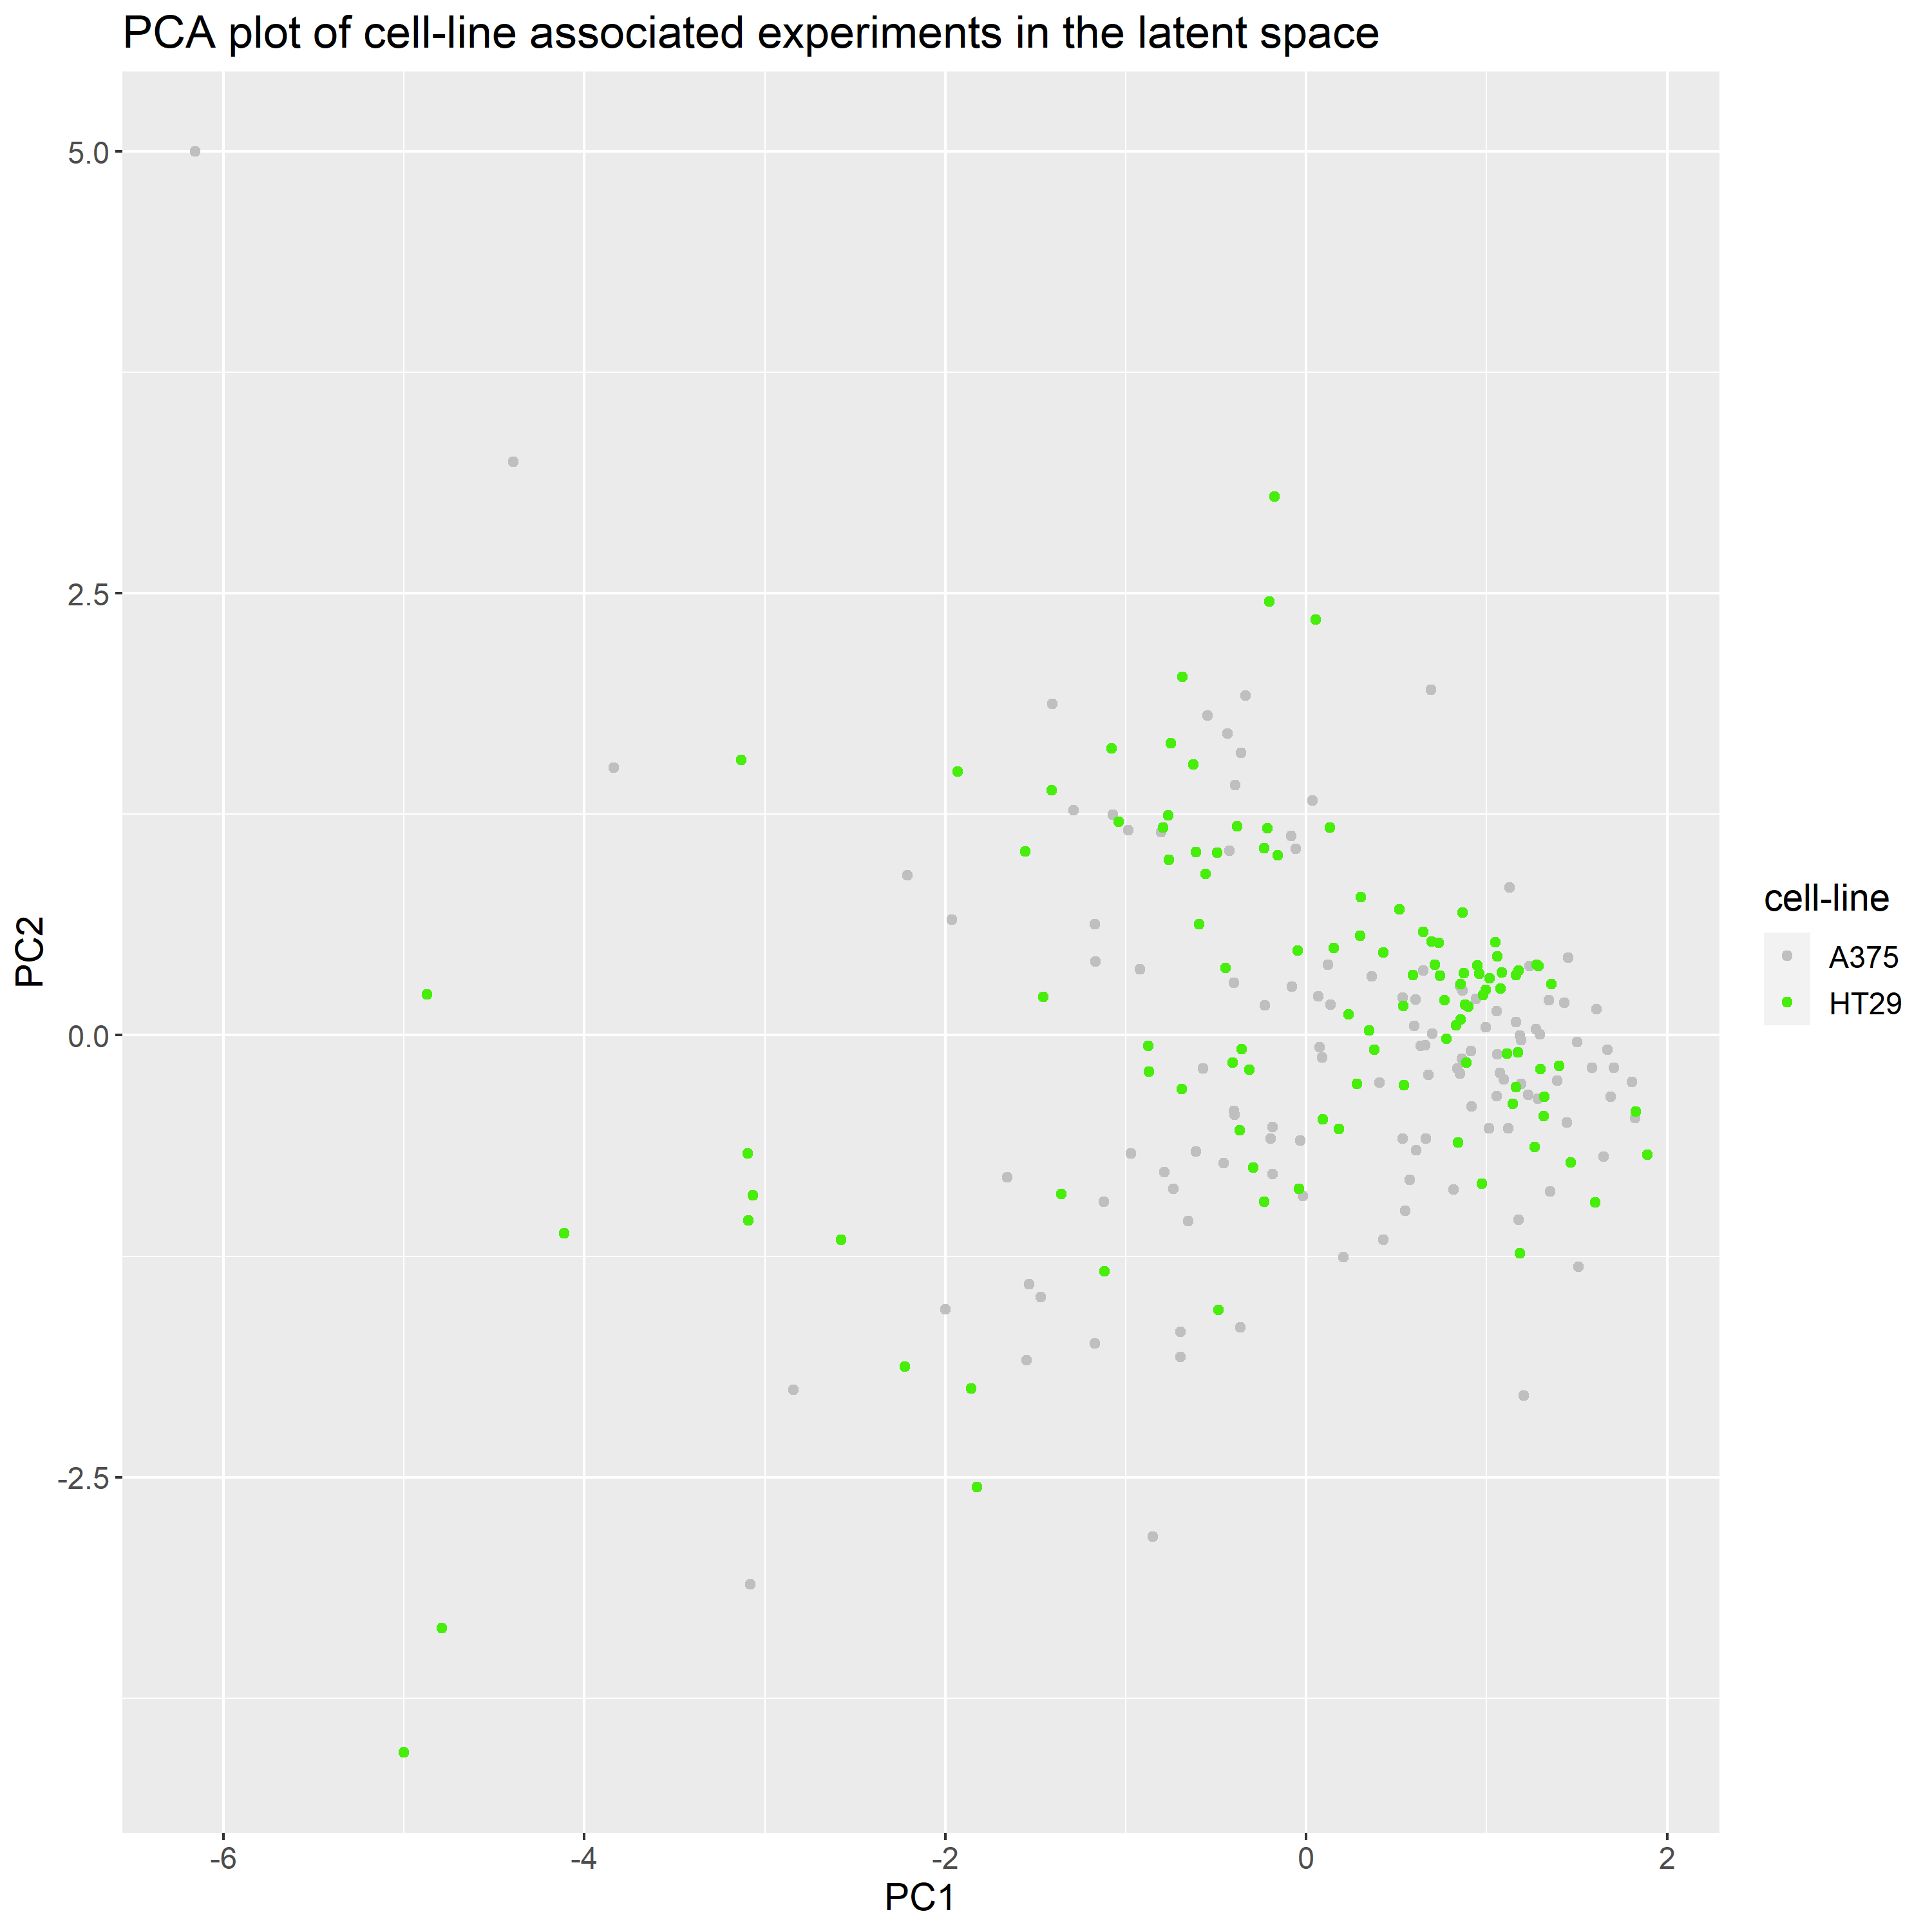 PCA plot of cell-line associated experiments in the latent space
5.0
2.5
0.0
-2.5
PC2
-6
-4
-2
0
2
PC1
cell-line
A375
HT29